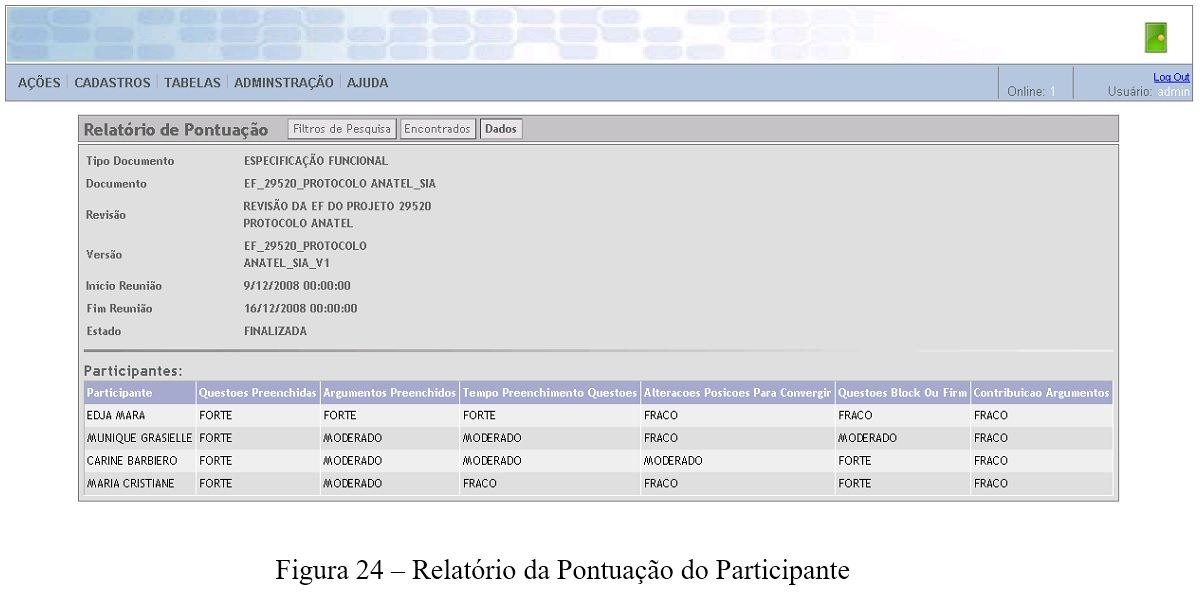 AÇÕES CADASTROS TABELAS ADMINSTRAÇÃO AJUDA
Online: 1
Log Out
Usuário: admin
Relatório de Pontuação Filtros de Pesquisa Encontrados Dados
Tipo Documento ESPECIFICAÇÃO FUNCIONAL
Documento EF_29520_PROTOCOLO ANATEL_SIA
Revisão REVISÃO DA EF DO PROJETO 29520
PROTOCOLO ANATEL
Versão EF_29520_PROTOCOLO
ANATEL_SIA_V1
Início Reunião 9/12/2008 00:00:00
Fim Reunião 16/12/2008 00:00:00
Estado FINALIZADA
Participantes:
Participante Questoes Preenchidas Argumentos Preenchidos Tempo Preenchimento Questoes Alteracoes Posicoes Para Convergir Questoes Block Ou Firm Contribuicao Argumentos
EDJA MARA FORTE FORTE FORTE FRACO FRACO FRACO
MUNIQUE GRASIELLE FORTE MODERADO MODERADO FRACO MODERADO FRACO
CARINE BARBIERO FORTE MODERADO MODERADO MODERADO FORTE FRACO
MARIA CRISTIANE FORTE MODERADO FRACO FRACO FORTE FRACO
Figura 24 – Relatório da Pontuação do Participante